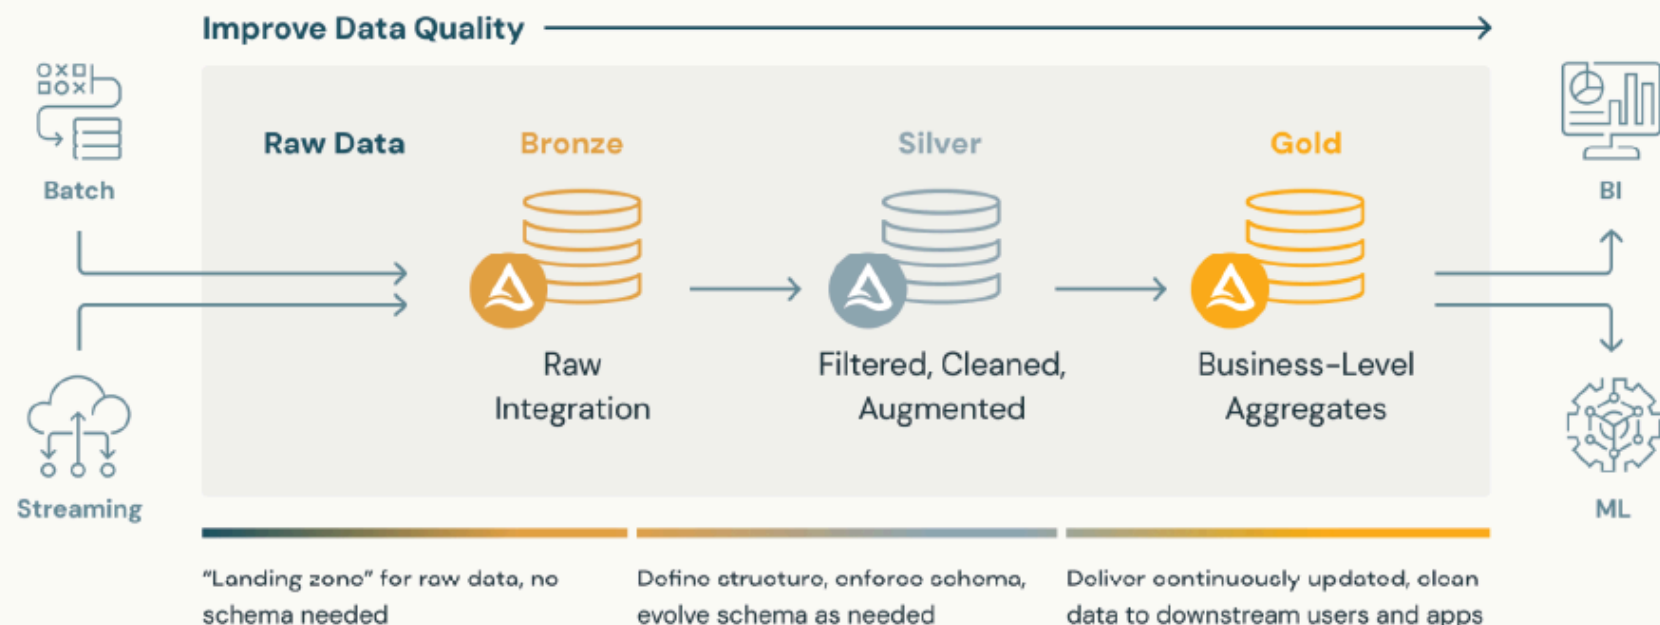 Improve Data Quality
Batch
Streaming
Raw Data
Bronze
Silver
Gold
Raw
Integration
Filtered, Cleaned,
Augmented
Business-Level
Aggregates
BI
ML
“Landing zone” for raw data, no
schema needed
Define structure, enforce schema,
evolve schema as needed
Deliver continuously updated, clean
data to downstream users and apps